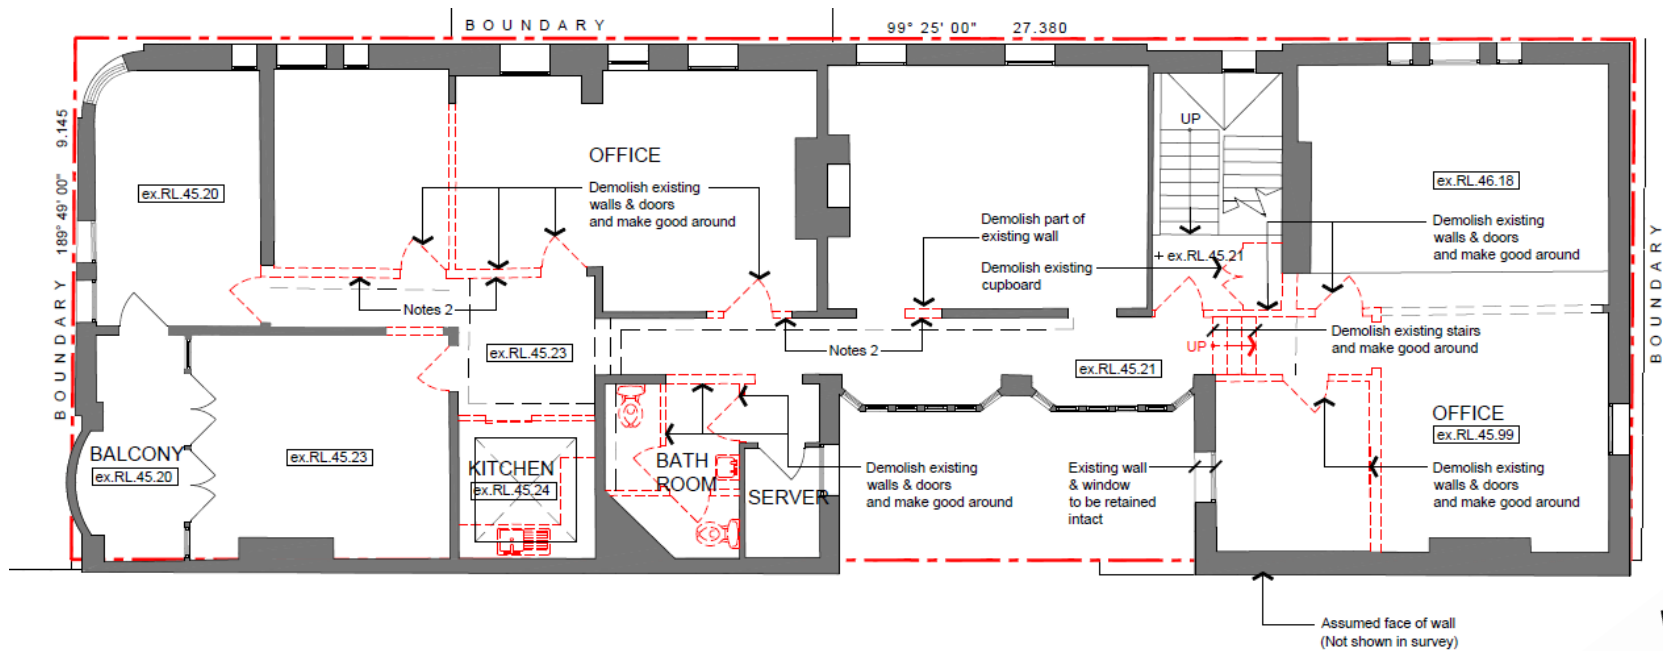 BOUNDARY
99° 25' 00" 27.380
9.145
189° 49' 00"
BOUNDARY
BOUNDARY
UP
OFFICE
Demolish existing
walls & doors
and make good around
ex.RL.45.20
ex.RL.46.18
Demolish part of
existing wall
Demolish existing
walls & doors
and make good around
+ ex.RL.45.21
Demolish existing
cupboard
Notes 2
ex.RL.45.23
Notes 2
UP
Demolish existing stairs
and make good around
ex.RL.45.21
OFFICE
ex.RL.45.99
BALCONY
ex.RL.45.20
ex.RL.45.23
KITCHEN
ex.RL.45.24
BATH
ROOM
SERVER
Demolish existing
walls & doors
and make good around
Existing wall
& window
to be retained
intact
Demolish existing
walls & doors
and make good around
Assumed face of wall
(Not shown in survey)